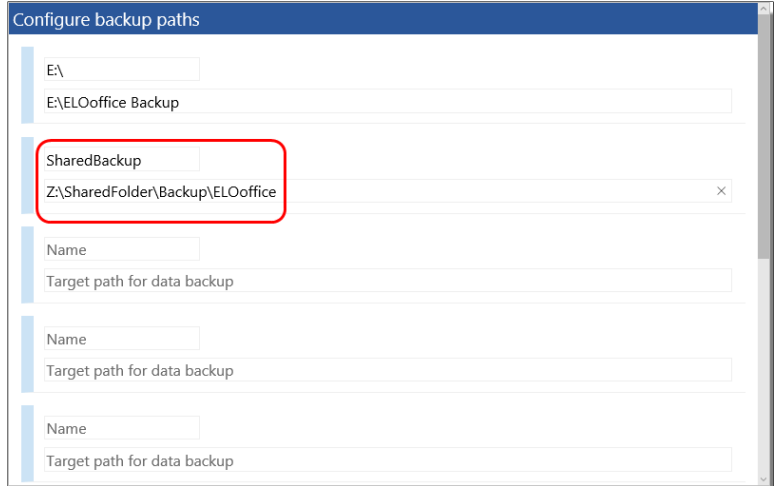 Configure backup paths
E:\
E:\ELOoffice Backup
SharedBackup
Z:\SharedFolder\Backup\ELOoffice
Name
Target path for data backup
Name
Target path for data backup
Name
Target path for data backup